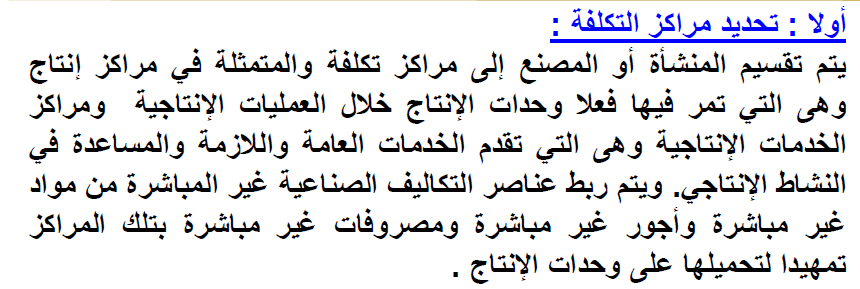 أولا : تحديد مراكز التكلفة :
يتم تقسيم المنشأة أو المصنع إلى مراكز تكلفة والمتمثلة في مراكز إنتاج
وهى التي تمر فيها فعلا وحدات الإنتاج خلال العمليات الإنتاجية ومراكز
الخدمات الإنتاجية وهى التي تقدم الخدمات العامة واللازمة والمساعدة في
النشاط الإنتاجي. ويتم ربط عناصر التكاليف الصناعية غير المباشرة من مواد
غير مباشرة وأجور غير مباشرة ومصروفات غير مباشرة بتلك المراكز
تمهيدا لتحميلها على وحدات الإنتاج .